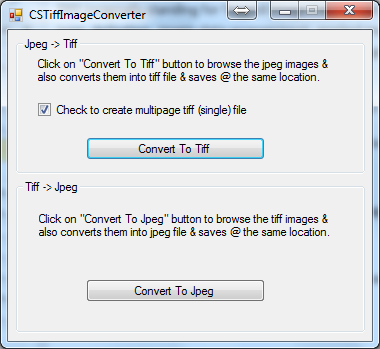 CSTiffImageConverter
Jpeg -> Tiff
Click on "Convert To Tiff" button to browse the jpeg images &
also converts them into tiff file & saves @ the same location.
Check to create multipage tiff (single) file
Convert To Tiff
Tiff -> Jpeg
Click on "Convert To Jpeg" button to browse the tiff images &
also converts them into jpeg file & saves @ the same location.
Convert To Jpeg